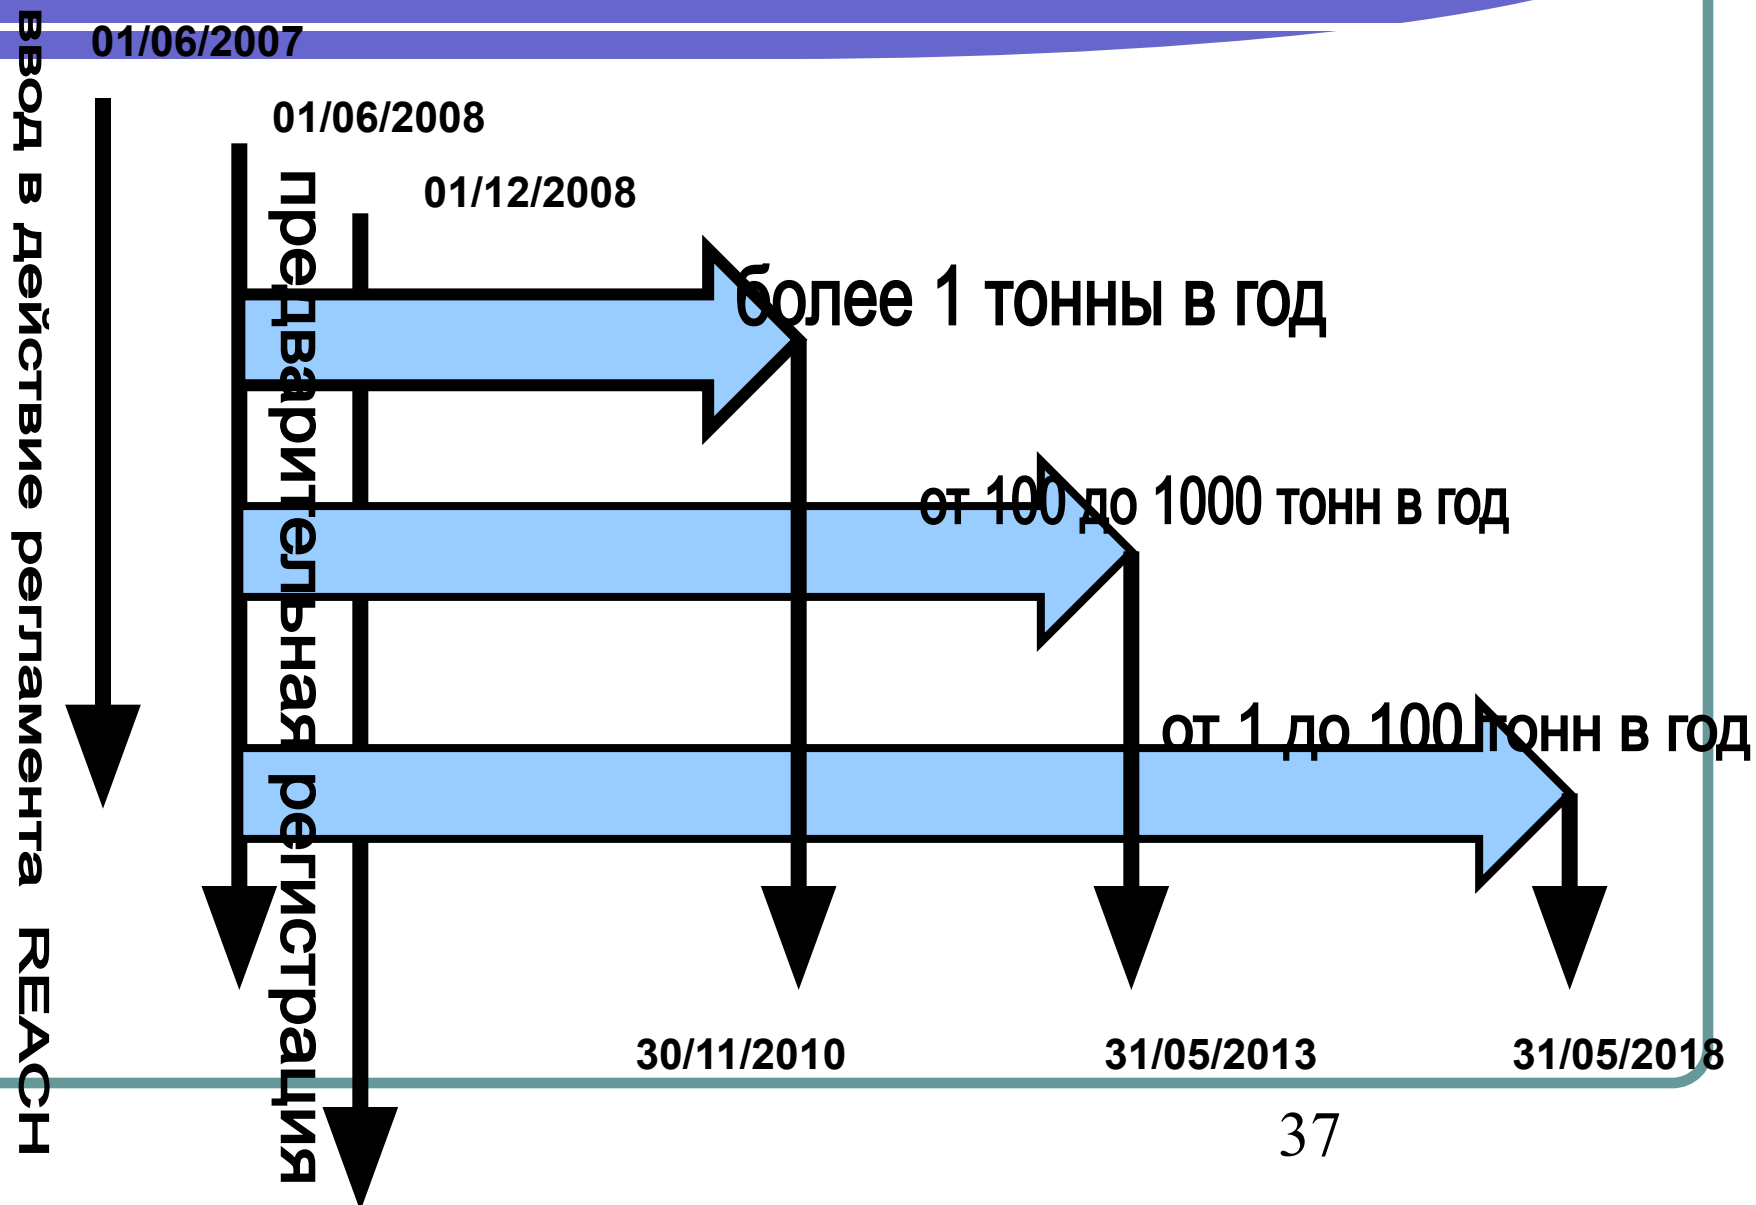 01/06/2007
ввод в действие регламента REACH
01/06/2008
предварительная регистрация
01/12/2008
более 1 тонны в год
от 100 до 1000 тонн в год
от 1 до 100 тонн в год
30/11/2010
31/05/2013
31/05/2018
37